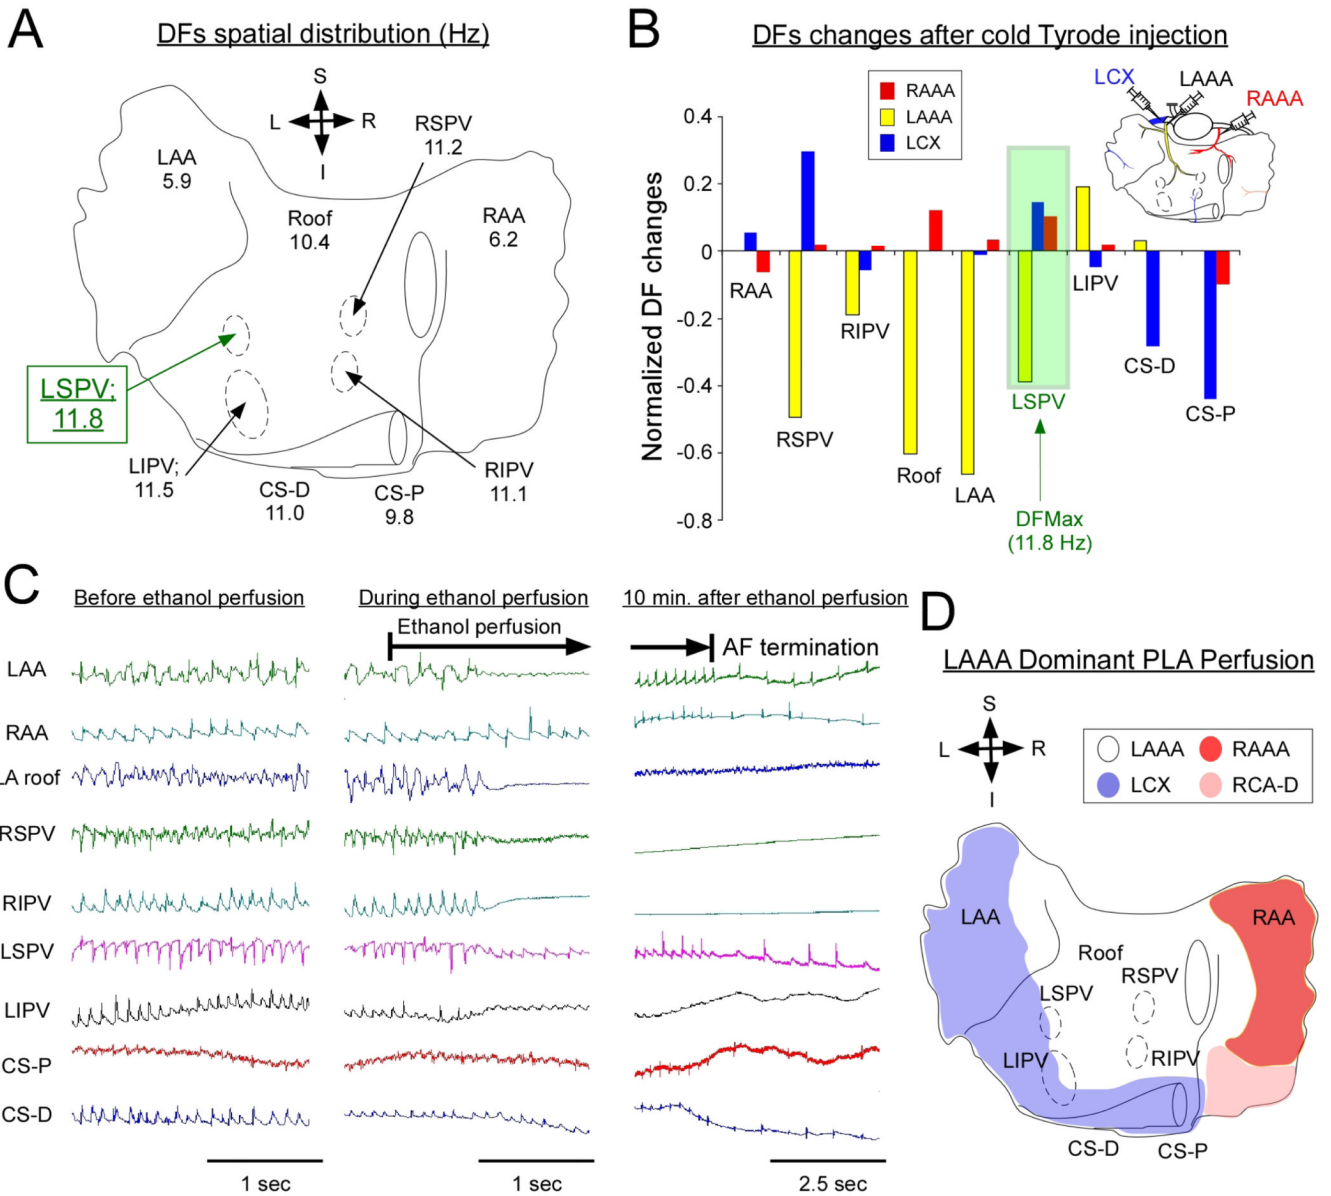 A
DFs spatial distribution (Hz)
S
L
R
I
RSPV
11.2
LAA
5.9
Roof
10.4
RAA
6.2
LSPV;
11.8
LIPV;
11.5
CS-D
11.0
CS-P
9.8
RIPV
11.1
B
DFs changes after cold Tyrode injection
RAAA
LAAA
LCX
LCX
LAAA
RAAA
Normalized DF changes
0.4
0.2
0
-0.2
-0.4
-0.6
-0.8
RAA
RSPV
RIPV
Roof
LAA
LSPV
LIPV
CS-D
CS-P
DFMax
(11.8 Hz)
C
Before ethanol perfusion
During ethanol perfusion
10 min. after ethanol perfusion
Ethanol perfusion
AF termination
LAA
RAA
LA roof
RSPV
RIPV
LSPV
LIPV
CS-P
CS-D
1 sec
1 sec
2.5 sec
D
LAAA Dominant PLA Perfusion
S
L
R
I
LAAA
RAAA
LCX
RCA-D
LAA
RAA
Roof
RSPV
LSPV
LIPV
RIPV
CS-D
CS-P